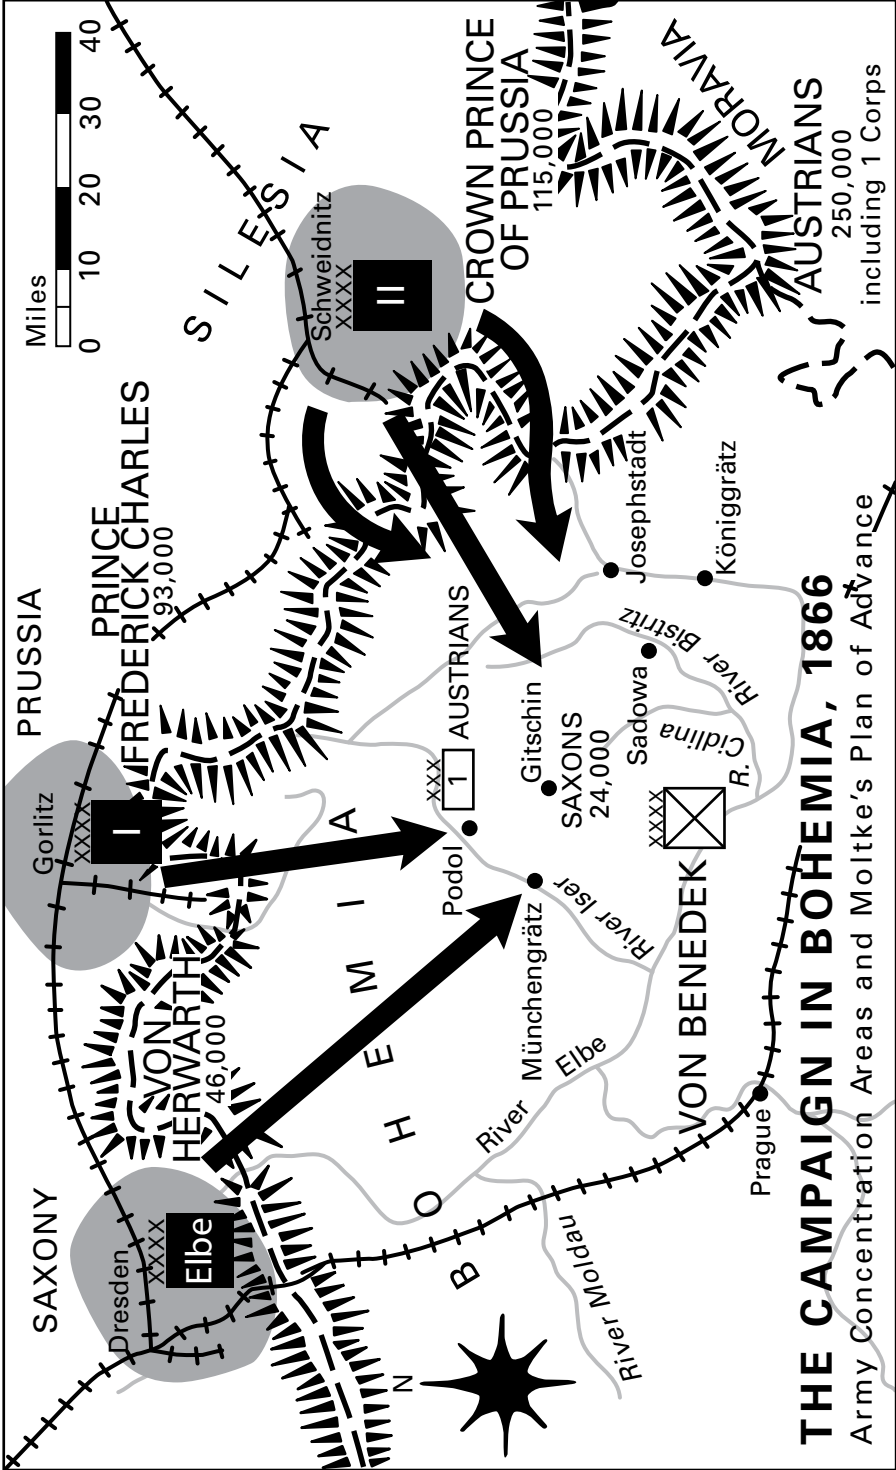 SAXONY
PRUSSIA
Miles
0 10 20 30 40
Dresden
XXXX
Elbe
VON
HERWARTH
46,000
Gorlitz
XXXX
I
PRINCE
FREDERICK CHARLES
93,000
SILESIA
Schweidnitz
XXXX
II
CROWN PRINCE
OF PRUSSIA
115,000
MORAVIA
AUSTRIANS
250,000
including 1 Corps
BOHEMIA
N
XXX
1
AUSTRIANS
Podol
Münchengrätz
Gitschin
SAXONS
24,000
Sadowa
Josephstadt
Königgrätz
River Bistritz
R. Cidlina
River Iser
River Elbe
River Moldau
XXXX
VON BENEDEK
Prague
THE CAMPAIGN IN BOHEMIA, 1866
Army Concentration Areas and Moltke's Plan of Advance